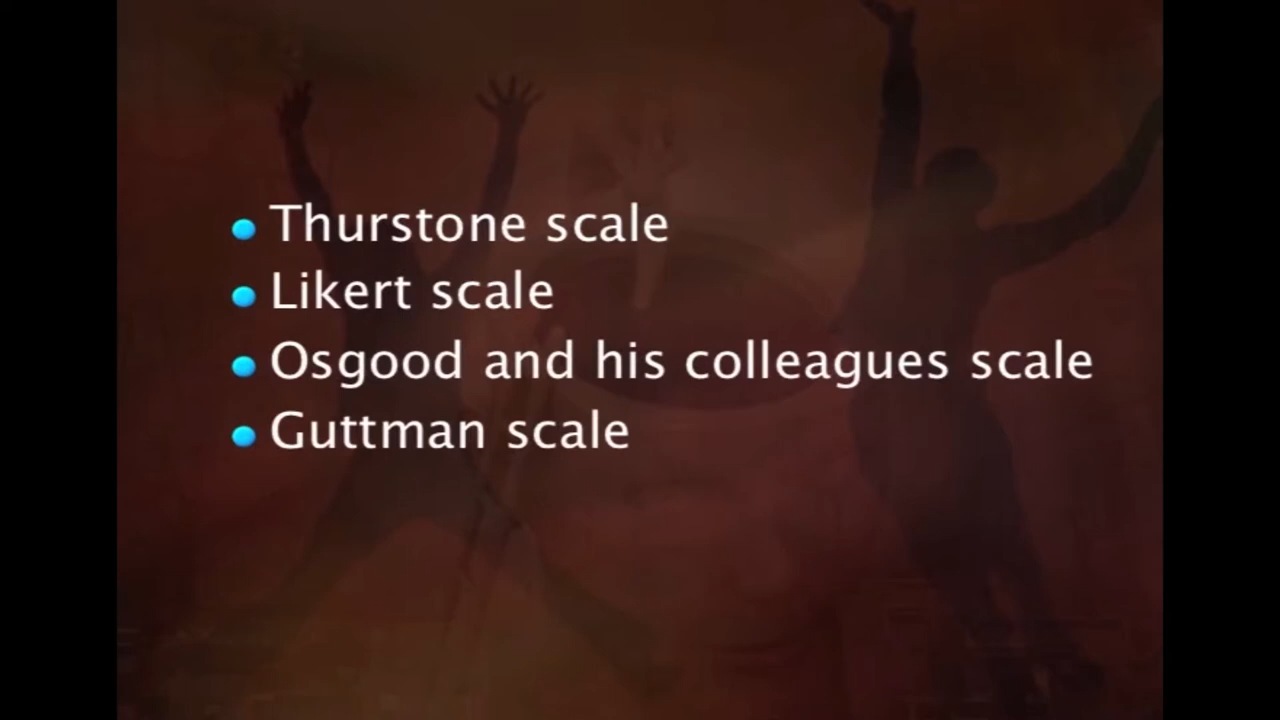 Thurstone scale
Likert scale
Osgood and his colleagues scale
Guttman scale